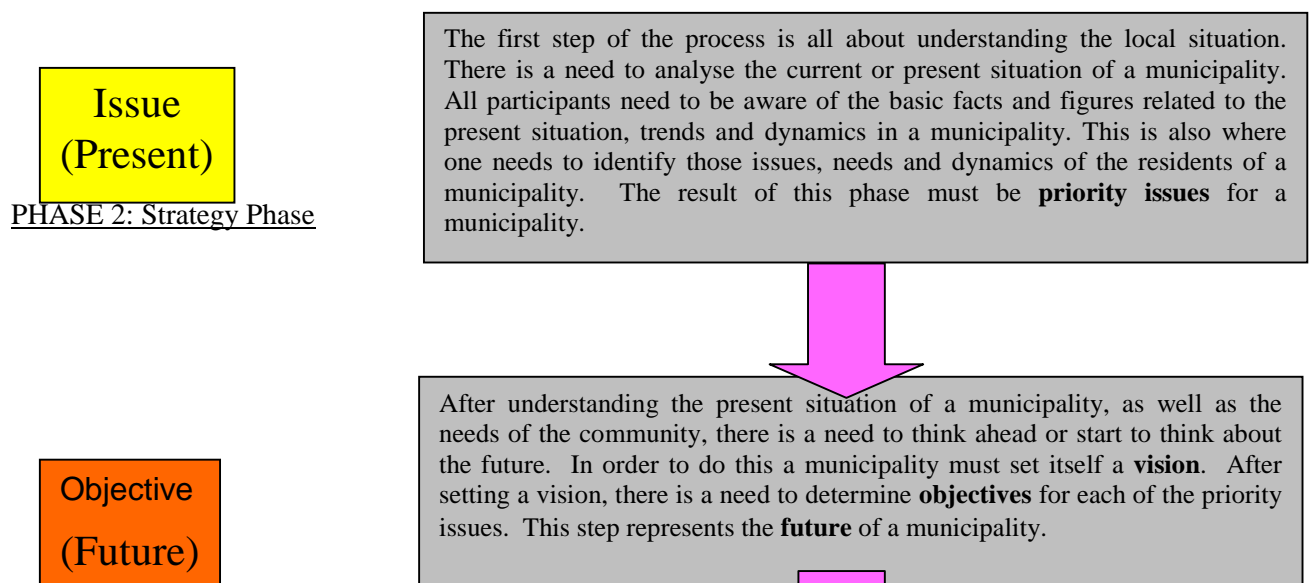 Issue
(Present)
The first step of the process is all about understanding the local situation.
There is a need to analyse the current or present situation of a municipality.
All participants need to be aware of the basic facts and figures related to the
present situation, trends and dynamics in a municipality. This is also where
one needs to identify those issues, needs and dynamics of the residents of a
municipality. The result of this phase must be priority issues for a
municipality.
PHASE 2: Strategy Phase
Objective
(Future)
After understanding the present situation of a municipality, as well as the
needs of the community, there is a need to think ahead or start to think about
the future. In order to do this a municipality must set itself a vision. After
setting a vision, there is a need to determine objectives for each of the priority
issues. This step represents the future of a municipality.